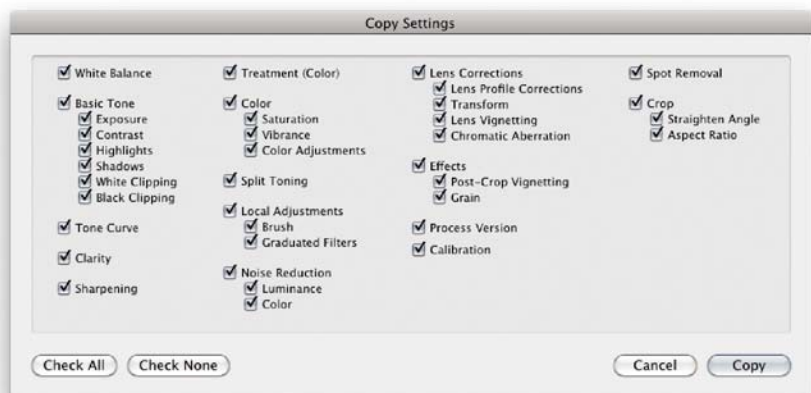 Copy Settings
White Balance
Basic Tone
Exposure
Contrast
Highlights
Shadows
White Clipping
Black Clipping
Tone Curve
Clarity
Sharpening
Treatment (Color)
Color
Saturation
Vibrance
Color Adjustments
Split Toning
Local Adjustments
Brush
Graduated Filters
Noise Reduction
Luminance
Color
Lens Corrections
Lens Profile Corrections
Transform
Lens Vignetting
Chromatic Aberration
Effects
Post-Crop Vignetting
Grain
Process Version
Calibration
Spot Removal
Crop
Straighten Angle
Aspect Ratio
Check All
Check None
Cancel
Copy